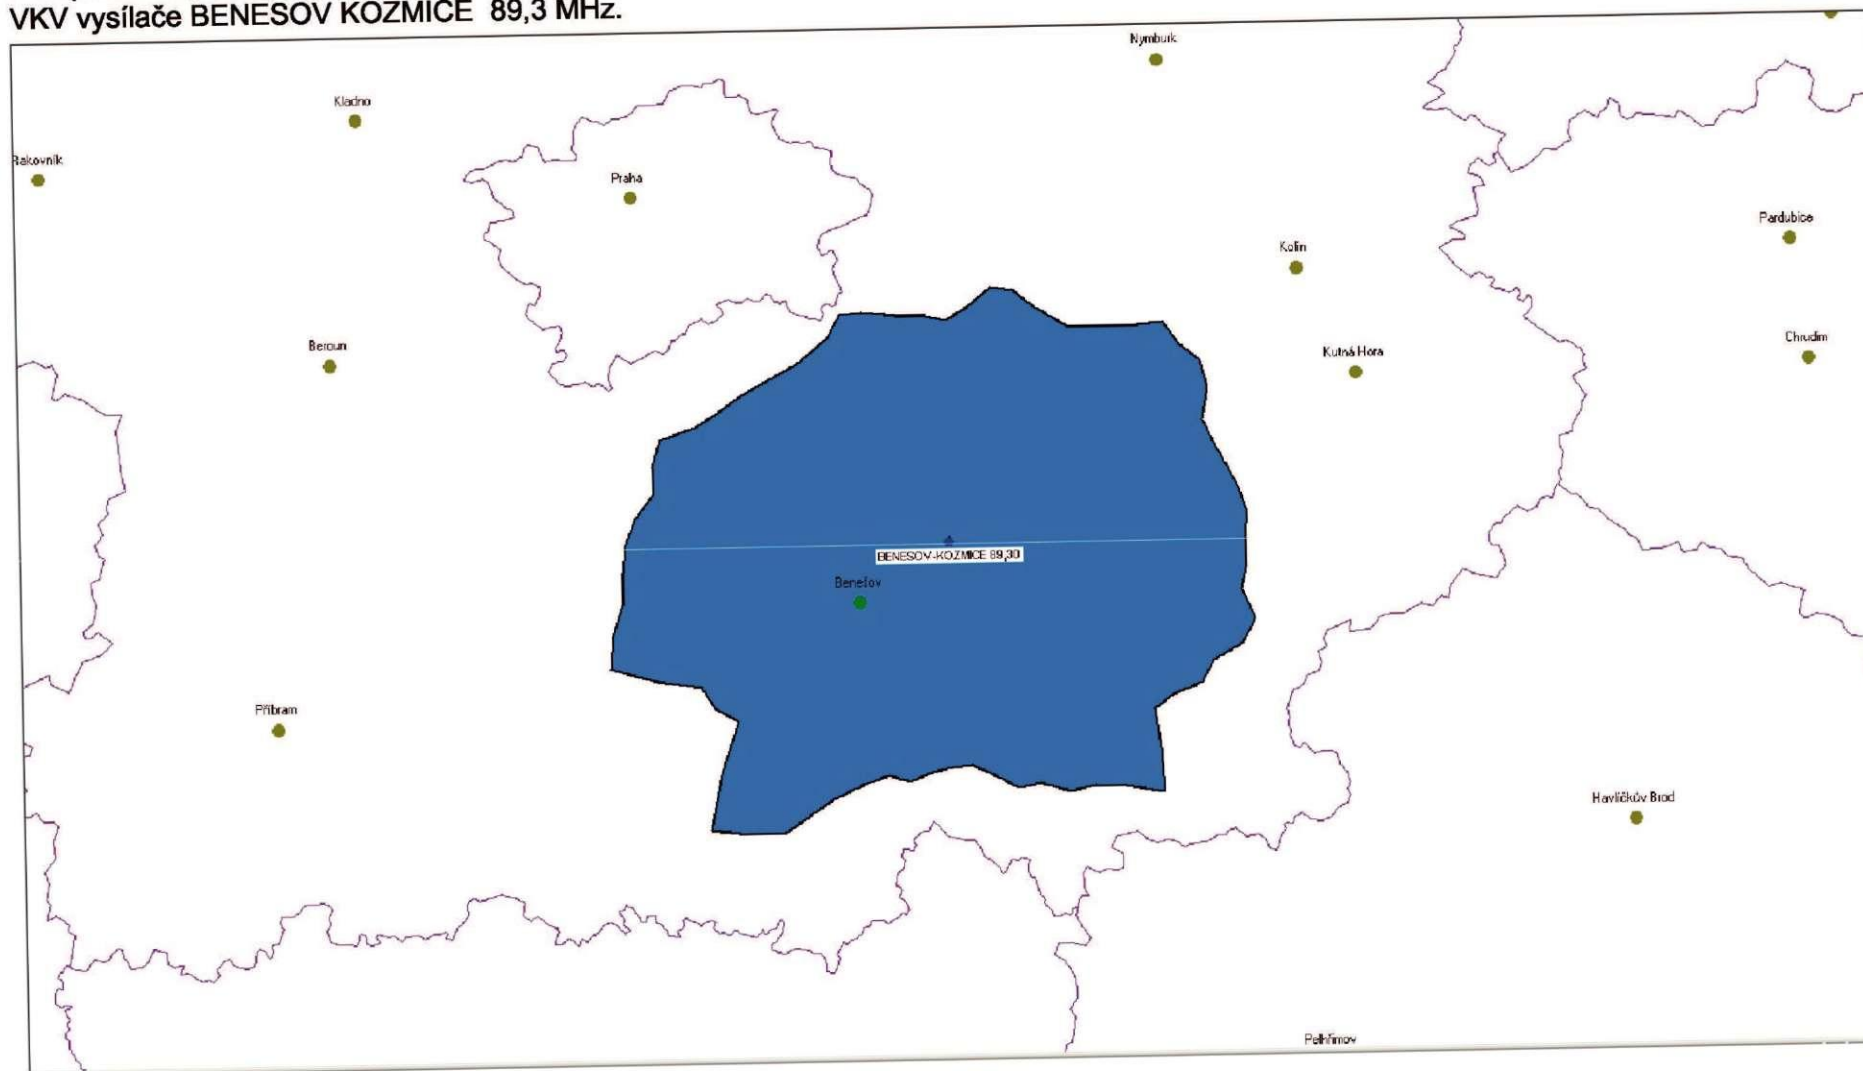 VKV vysílače BENESOV KOZMICE 89,3 MHz.
Nymburk
Kladno
Rakovník
Praha
Pardubice
Kolín
Chrudim
Beroun
Kutná Hora
BENESOV-KOZMICE 89,30
Benešov
Příbram
Havlíčkův Brod
Pelhřimov